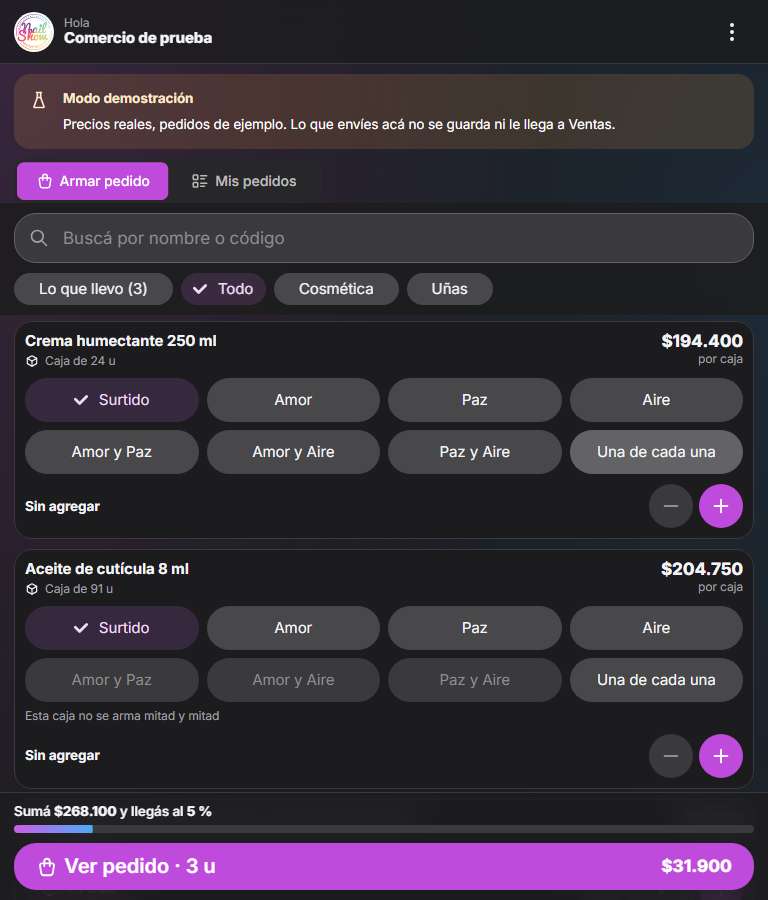 Nail
Show
Hola
Comercio de prueba
Modo demostración
Precios reales, pedidos de ejemplo. Lo que envíes acá no se guarda ni le llega a Ventas.
Armar pedido
Mis pedidos
Buscá por nombre o código
Lo que llevo (3)
Todo
Cosmética
Uñas
Crema humectante 250 ml
$194.400
Caja de 24 u
por caja
Surtido
Amor
Paz
Aire
Amor y Paz
Amor y Aire
Paz y Aire
Una de cada una
Sin agregar
Aceite de cutícula 8 ml
$204.750
Caja de 91 u
por caja
Surtido
Amor
Paz
Aire
Amor y Paz
Amor y Aire
Paz y Aire
Una de cada una
Esta caja no se arma mitad y mitad
Sin agregar
Sumá $268.100 y llegás al 5 %
Ver pedido · 3 u
$31.900